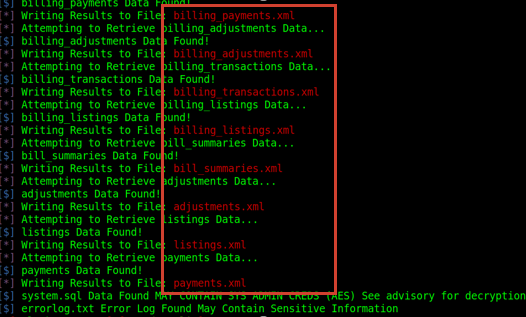 [$] billing_payments Data Found!
[*] Writing Results to File: billing_payments.xml
[*] Attempting to Retrieve billing_adjustments Data...
[$] billing_adjustments Data Found!
[*] Writing Results to File: billing_adjustments.xml
[*] Attempting to Retrieve billing_transactions Data...
[$] billing_transactions Data Found!
[*] Writing Results to File: billing_transactions.xml
[*] Attempting to Retrieve billing_listings Data...
[$] billing_listings Data Found!
[*] Writing Results to File: billing_listings.xml
[*] Attempting to Retrieve bill_summaries Data...
[$] bill_summaries Data Found!
[*] Writing Results to File: bill_summaries.xml
[*] Attempting to Retrieve adjustments Data...
[$] adjustments Data Found!
[*] Writing Results to File: adjustments.xml
[*] Attempting to Retrieve listings Data...
[$] listings Data Found!
[*] Writing Results to File: listings.xml
[*] Attempting to Retrieve payments Data...
[$] payments Data Found!
[*] Writing Results to File: payments.xml
[$] system.sql Data Found MAY CONTAIN SYS ADMIN CREDS (AES) See advisory for decryption
[$] errorlog.txt Error Log Found May Contain Sensitive Information